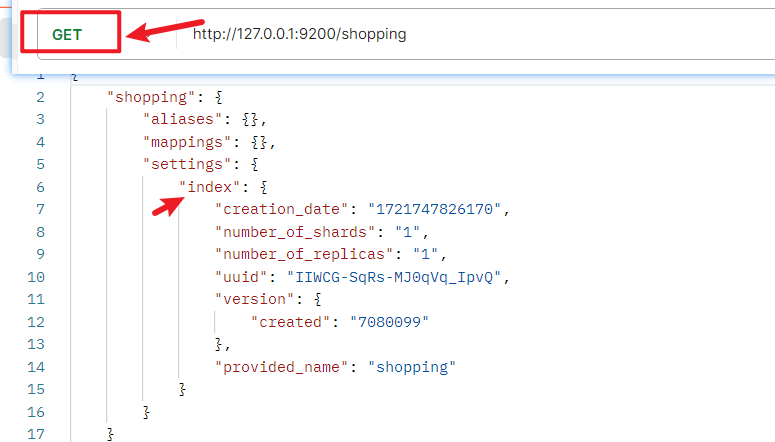 GET http://127.0.0.1:9200/shopping
1 {
2 "shopping": {
3 "aliases": {},
4 "mappings": {},
5 "settings": {
6 "index": {
7 "creation_date": "1721747826170",
8 "number_of_shards": "1",
9 "number_of_replicas": "1",
10 "uuid": "IIWCG-SqRs-MJ0qVq_IpvQ",
11 "version": {
12 "created": "7080099"
13 },
14 "provided_name": "shopping"
15 }
16 }
17 }